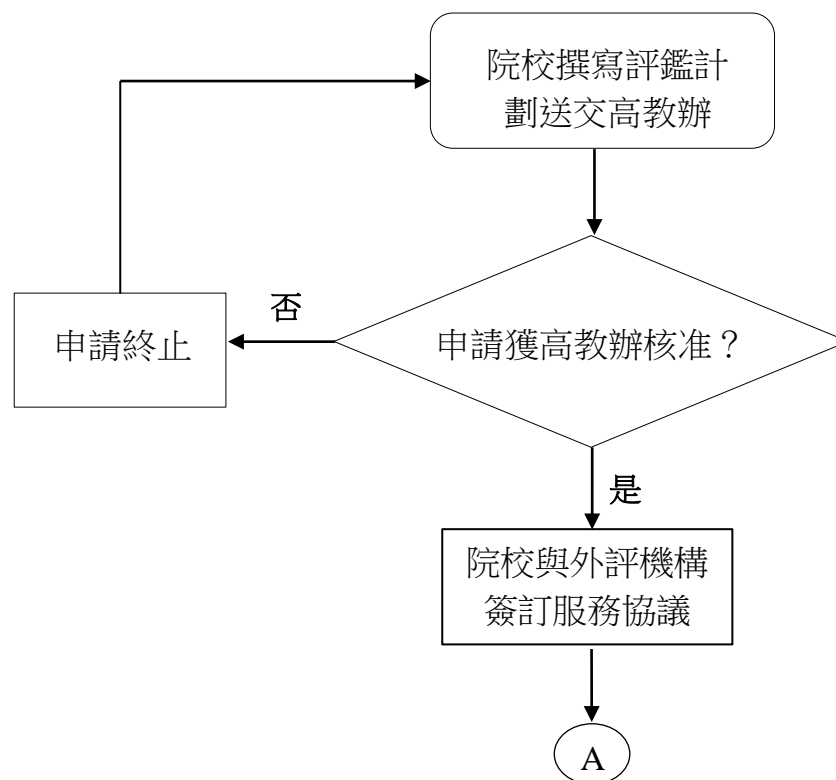 院校撰寫評鑑計
劃送交高教辦
否
申請終止
申請獲高教辦核准？
是
院校與外評機構
簽訂服務協議
A